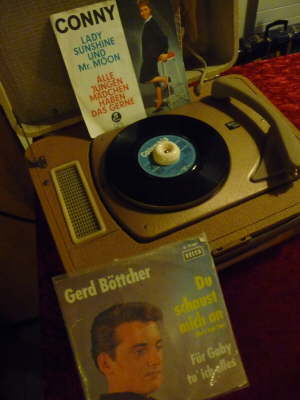 CONNY
LADY
SUNSHINE
UND
Mr. MOON
ALLE
JUNGEN
MÄDCHEN
HABEN
DAS GERNE
Gerd Böttcher
DECCA
Du
schaust
mich an
Für Gaby
tu' ich alles